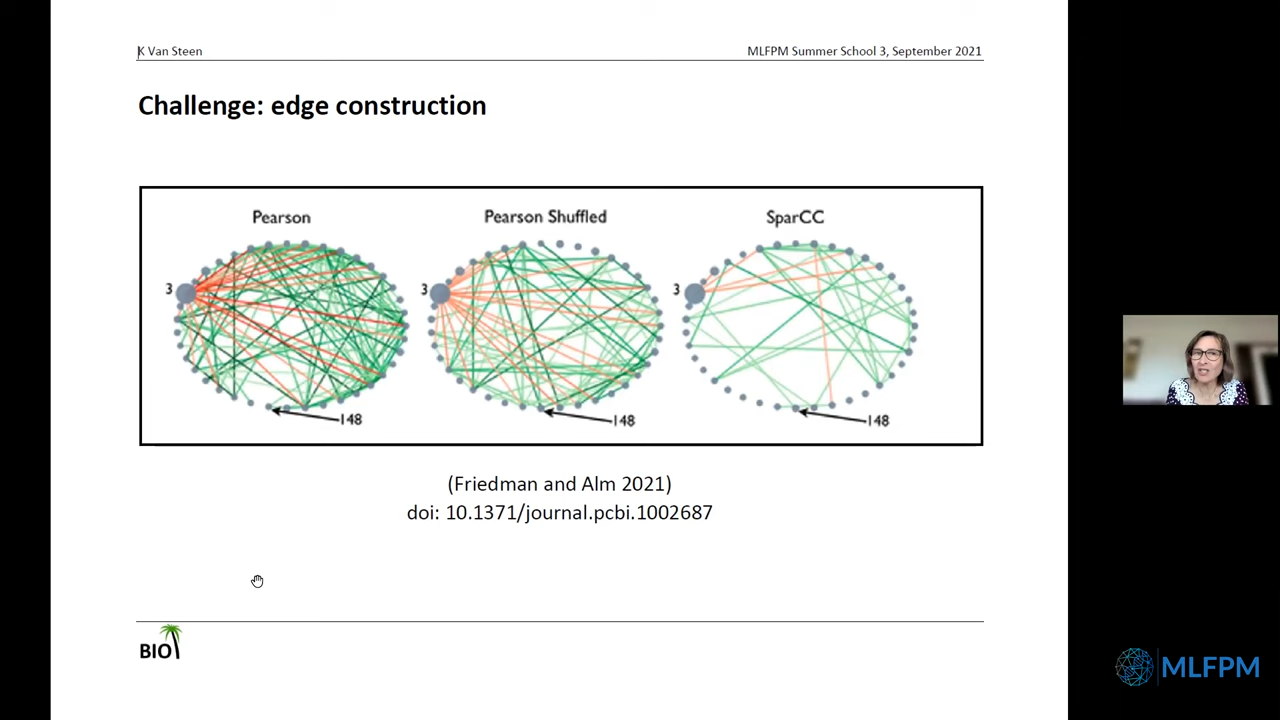 K Van Steen
MLFPM Summer School 3, September 2021
Challenge: edge construction
Pearson
Pearson Shuffled
SparCC
3
3
3
148
148
148
(Friedman and Alm 2021)
doi: 10.1371/journal.pcbi.1002687
BIO
MLFPM